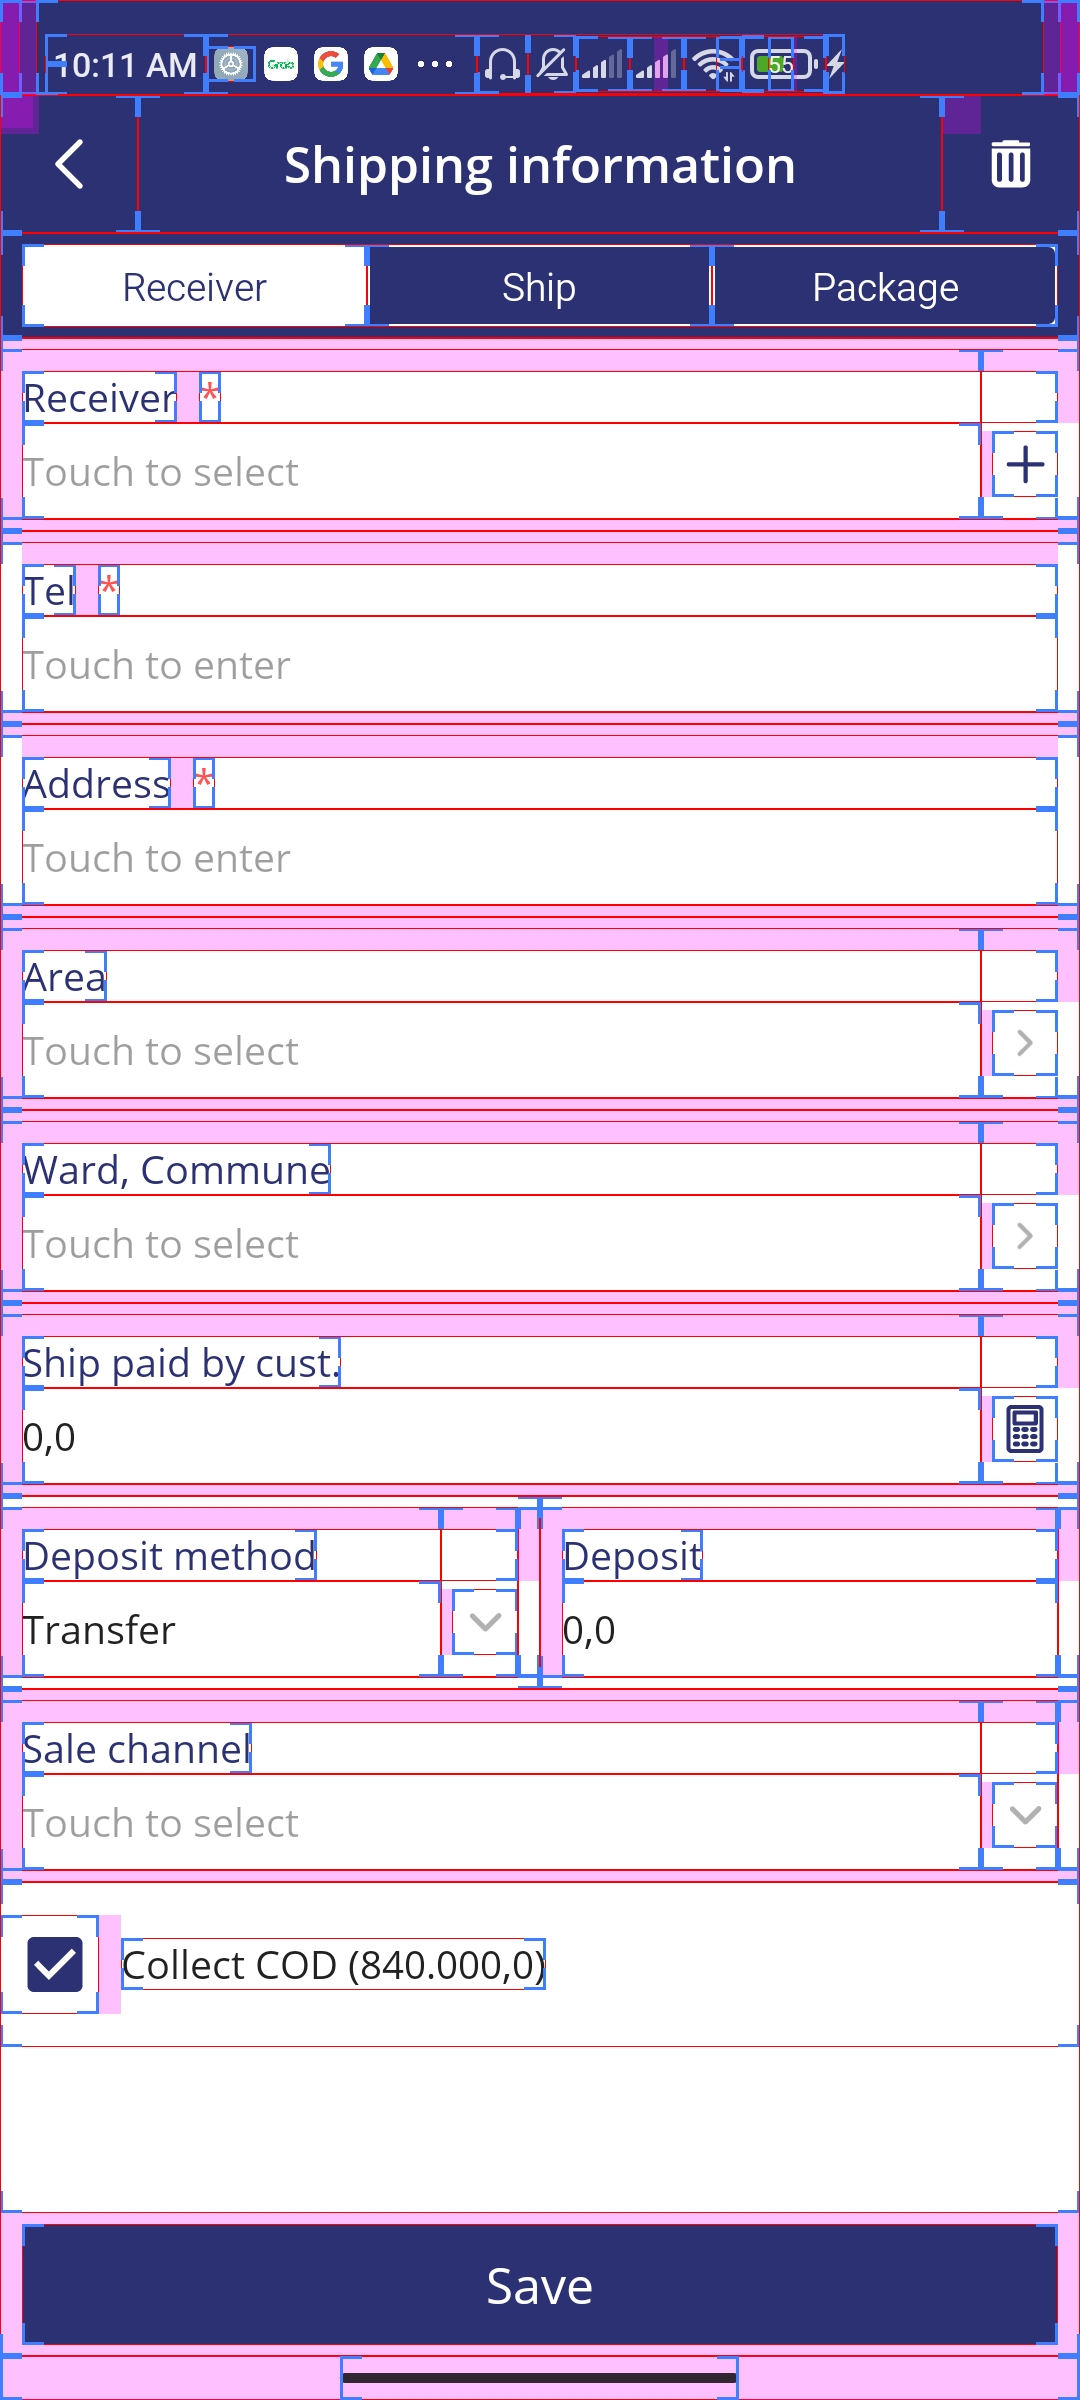 10:11 AM Grab 55
Shipping information
Receiver Ship Package
Receiver *
Touch to select
Tel *
Touch to enter
Address *
Touch to enter
Area
Touch to select
Ward, Commune
Touch to select
Ship paid by cust.
0,0
Deposit method Deposit
Transfer 0,0
Sale channel
Touch to select
Collect COD (840.000,0)
Save